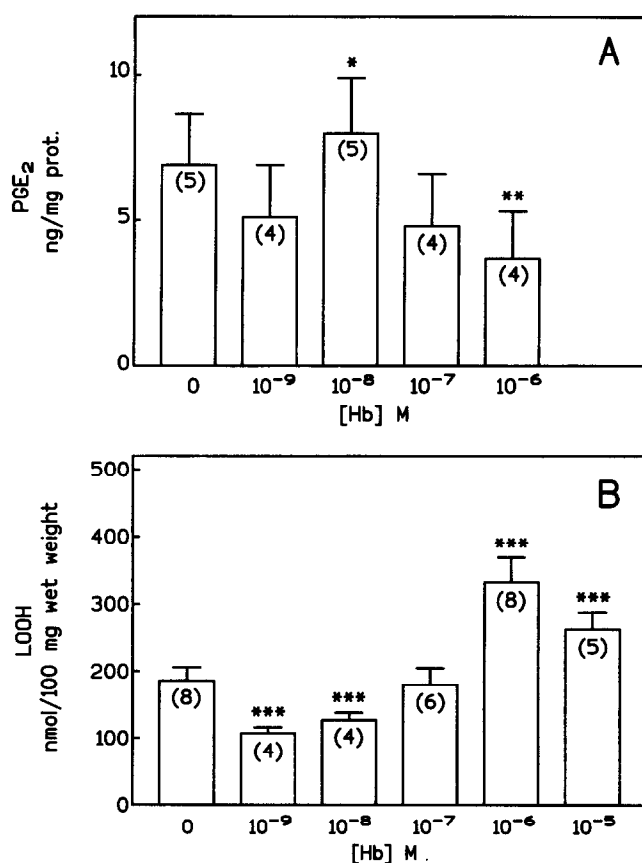 A
PGE₂
ng/mg prot.
10
5
0
*
**
(5)
(4)
(5)
(4)
(4)
0 10⁻⁹ 10⁻⁸ 10⁻⁷ 10⁻⁶
[Hb] M
B
LOOH
nmol/100 mg wet weight
500
400
300
200
100
0
***
***
***
***
(8)
(4)
(4)
(6)
(8)
(5)
0 10⁻⁹ 10⁻⁸ 10⁻⁷ 10⁻⁶ 10⁻⁵
[Hb] M .